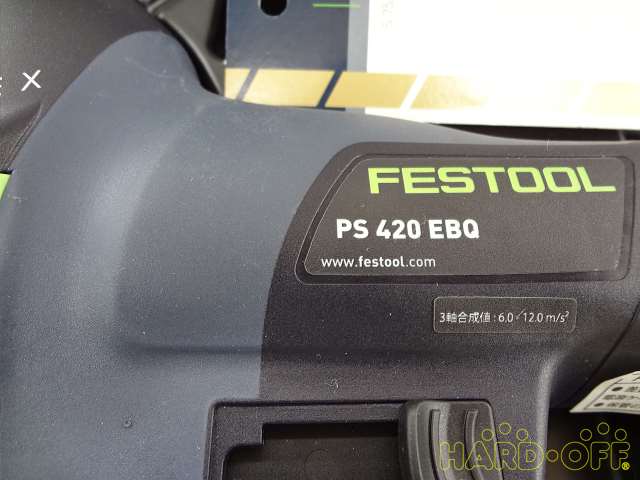 FESTOOL
PS 420 EBQ
www.festool.com
3軸合成値 : 6.0／12.0 m/s²
HARD·OFF®